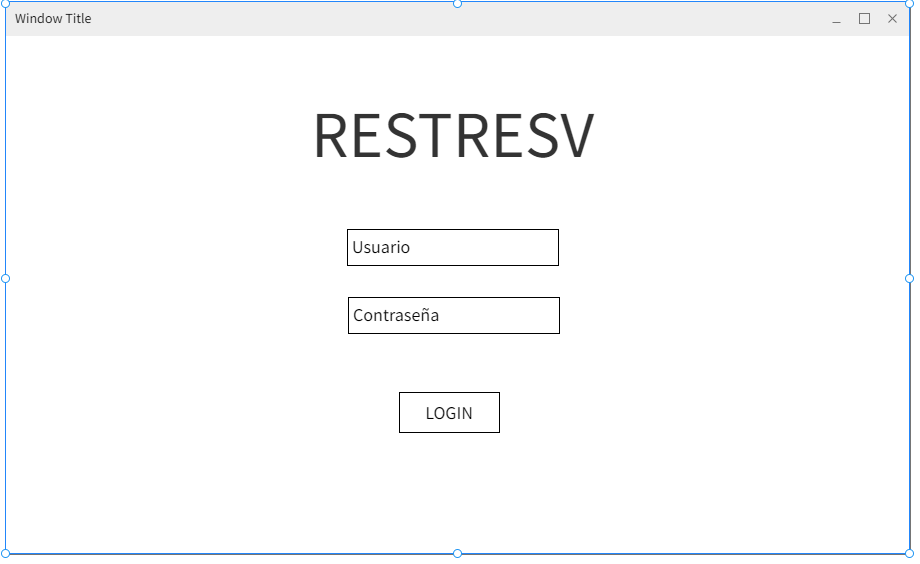 Window Title
RESTRESV
Usuario
Contraseña
LOGIN